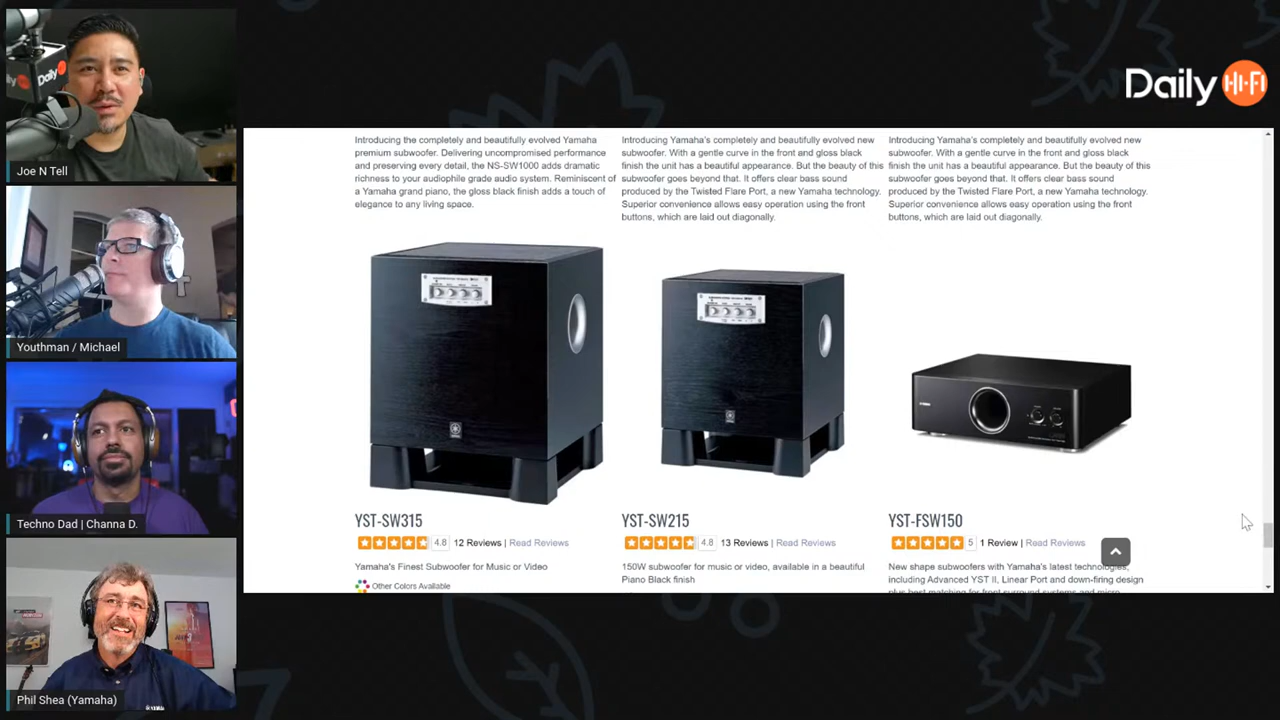 Joe N Tell
Youthman / Michael
Techno Dad | Channa D.
Phil Shea (Yamaha)
Daily HI-FI
Introducing the completely and beautifully evolved Yamaha
premium subwoofer. Delivering uncompromised performance
and preserving every detail, the NS-SW1000 adds dramatic
richness to your audiophile grade audio system. Reminiscent of
a Yamaha grand piano, the gloss black finish adds a touch of
elegance to any living space.
Introducing Yamaha's completely and beautifully evolved new
subwoofer. With a gentle curve in the front and gloss black
finish the unit has a beautiful appearance. But the beauty of this
subwoofer goes beyond that. It offers clear bass sound
produced by the Twisted Flare Port, a new Yamaha technology.
Superior convenience allows easy operation using the front
buttons, which are laid out diagonally.
Introducing Yamaha's completely and beautifully evolved new
subwoofer. With a gentle curve in the front and gloss black
finish the unit has a beautiful appearance. But the beauty of this
subwoofer goes beyond that. It offers clear bass sound
produced by the Twisted Flare Port, a new Yamaha technology.
Superior convenience allows easy operation using the front
buttons, which are laid out diagonally.
YST-SW315
4.8 12 Reviews | Read Reviews
Yamaha's Finest Subwoofer for Music or Video
Other Colors Available
YST-SW215
4.8 13 Reviews | Read Reviews
150W subwoofer for music or video, available in a beautiful
Piano Black finish
YST-FSW150
5 1 Review | Read Reviews
New shape subwoofers with Yamaha's latest technologies,
including Advanced YST II, Linear Port and down-firing design
plus best matching for front surround systems and micro